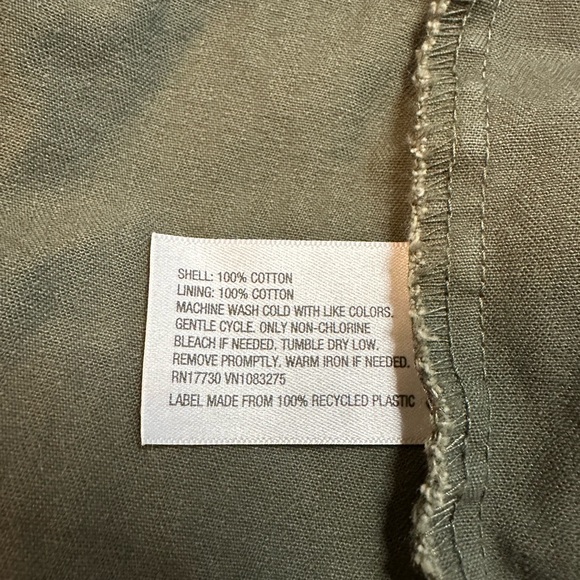 SHELL: 100% COTTON
LINING: 100% COTTON
MACHINE WASH COLD WITH LIKE COLORS.
GENTLE CYCLE. ONLY NON-CHLORINE
BLEACH IF NEEDED. TUMBLE DRY LOW.
REMOVE PROMPTLY. WARM IRON IF NEEDED.
RN17730 VN1083275
LABEL MADE FROM 100% RECYCLED PLASTIC